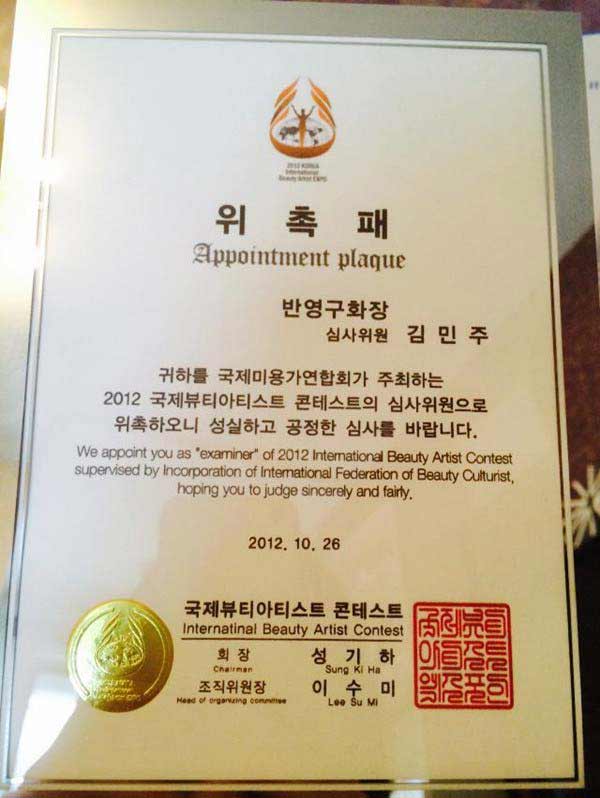 2012 KOREA
International
Beauty Artist EXPO
위 촉 패
Appointment plaque
반영구화장
심사위원 김 민 주
귀하를 국제미용가연합회가 주최하는
2012 국제뷰티아티스트 콘테스트의 심사위원으로
위촉하오니 성실하고 공정한 심사를 바랍니다.
We appoint you as "examiner" of 2012 International Beauty Artist Contest
supervised by Incorporation of International Federation of Beauty Culturist,
hoping you to judge sincerely and fairly.
2012. 10. 26
국제뷰티아티스트 콘테스트
Internatinal Beauty Artist Contest
회 장 성 기 하
Chairman Sung Ki Ha
조직위원장 이 수 미
Head of organizing committee Lee Su Mi